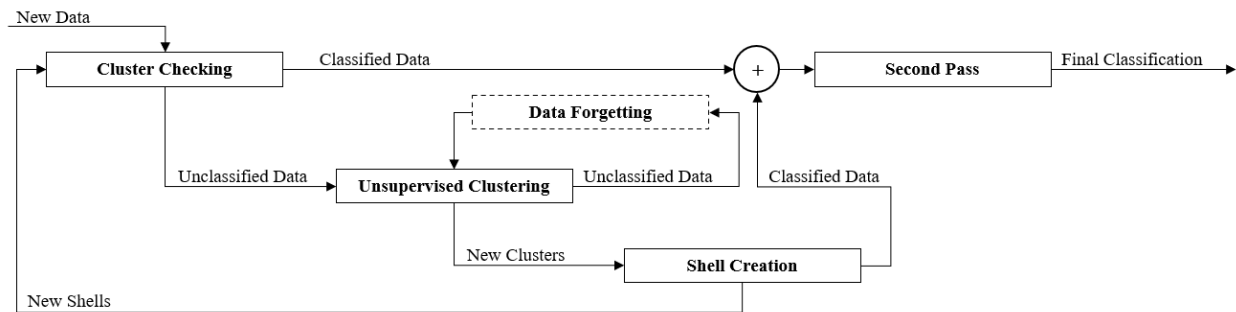 New Data
Cluster Checking
Classified Data
+
Second Pass
Final Classification
Data Forgetting
Unclassified Data
Unsupervised Clustering
Unclassified Data
Classified Data
New Clusters
Shell Creation
New Shells